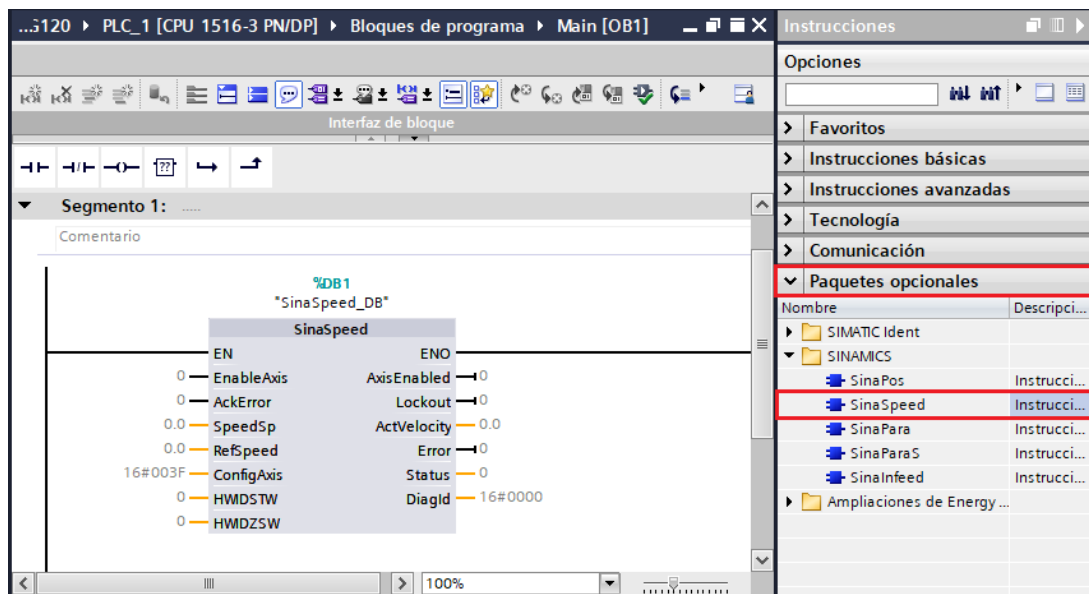 ...G120 ▸ PLC_1 [CPU 1516-3 PN/DP] ▸ Bloques de programa ▸ Main [OB1]
Instrucciones
Opciones
Interfaz de bloque
Favoritos
Instrucciones básicas
Instrucciones avanzadas
Tecnología
Comunicación
Paquetes opcionales
Nombre Descripci...
SIMATIC Ident
SINAMICS
SinaPos Instrucci...
SinaSpeed Instrucci...
SinaPara Instrucci...
SinaParaS Instrucci...
SinaInfeed Instrucci...
Ampliaciones de Energy ...
??
Segmento 1: .....
Comentario
%DB1
"SinaSpeed_DB"
SinaSpeed
EN ENO
0 EnableAxis AxisEnabled 0
0 AckError Lockout 0
0.0 SpeedSp ActVelocity 0.0
0.0 RefSpeed Error 0
16#003F ConfigAxis Status 0
0 HWIDSTW DiagId 16#0000
0 HWIDZSW
100%